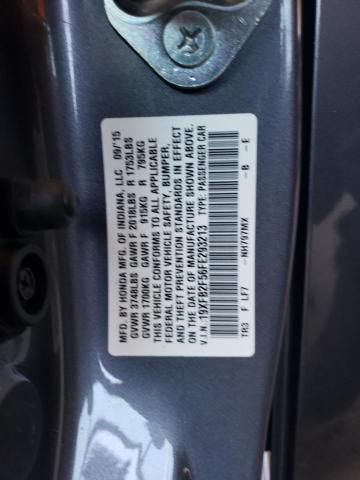 MFD. BY HONDA MFG. OF INDIANA, LLC 09/'15
GVWR 3748LBS GAWR F 2018LBS R 1753LBS
GVWR 1700KG GAWR F 915KG R 795KG
THIS VEHICLE CONFORMS TO ALL APPLICABLE
FEDERAL MOTOR VEHICLE SAFETY, BUMPER,
AND THEFT PREVENTION STANDARDS IN EFFECT
ON THE DATE OF MANUFACTURE SHOWN ABOVE.
V.I.N.:19XFB2F56FE293213 TYPE: PASSENGER CAR
TR3 F LF7 -NH797MX -B -E